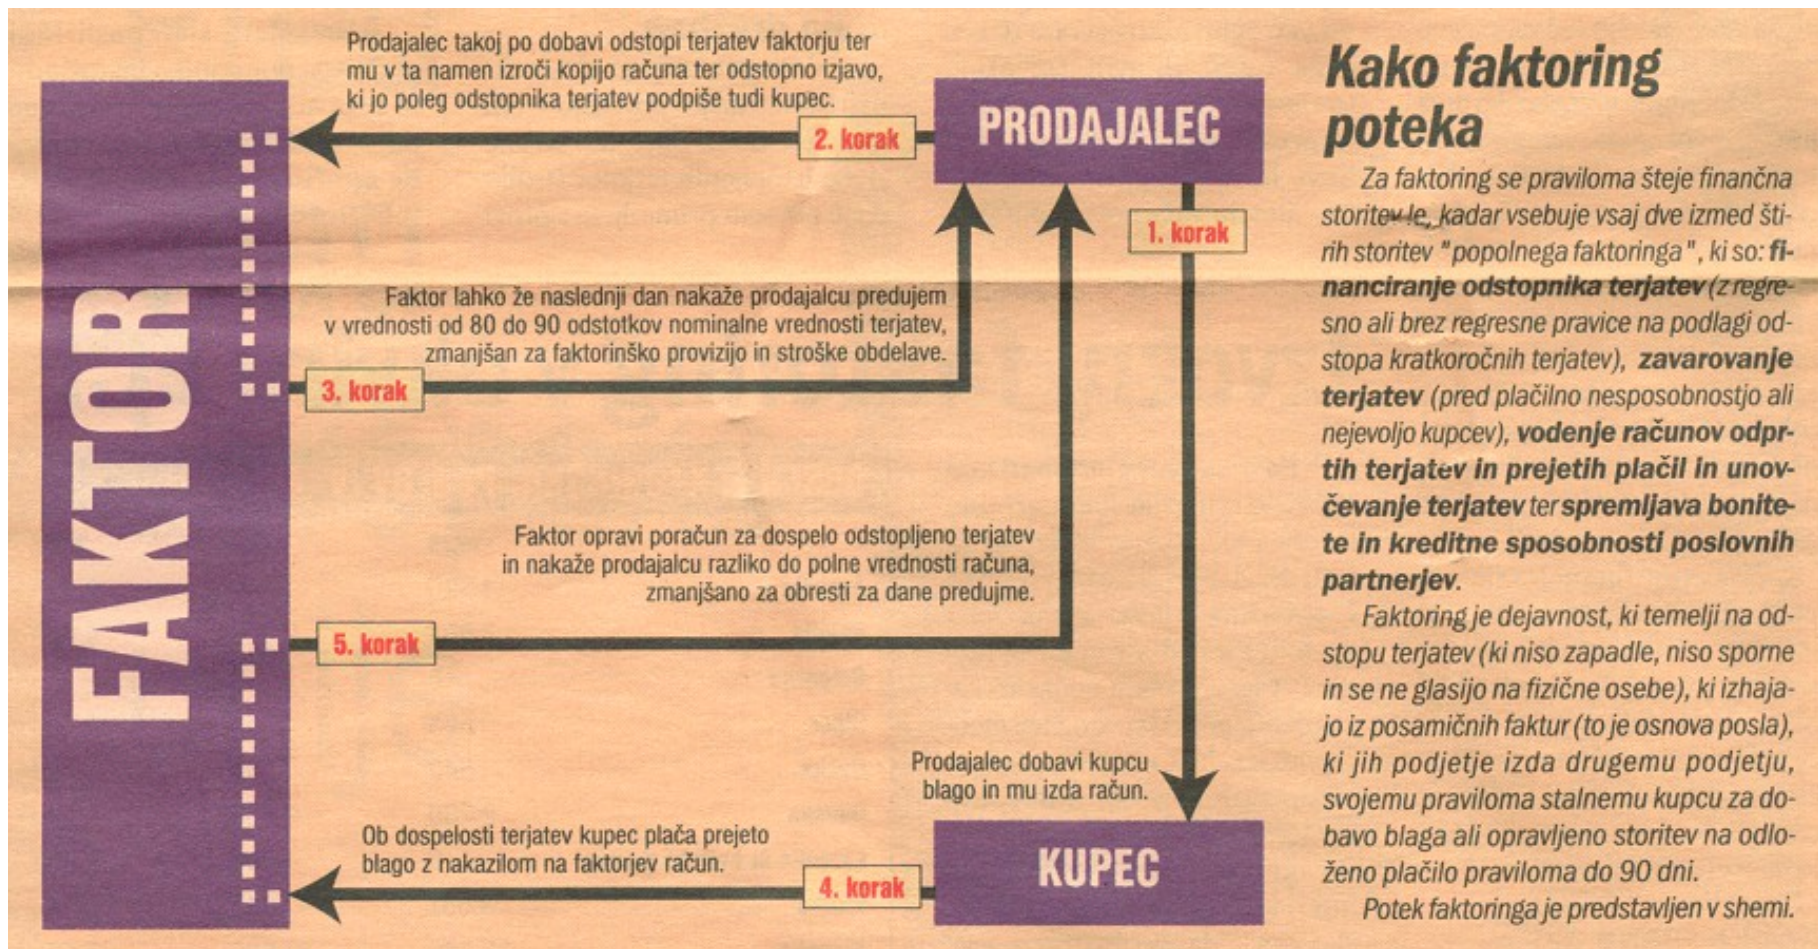 Prodajalec takoj po dobavi odstopi terjatev faktorju ter
mu v ta namen izroči kopijo računa ter odstopno izjavo,
ki jo poleg odstopnika terjatev podpiše tudi kupec.
2. korak
PRODAJALEC
1. korak
FAKTOR
Faktor lahko že naslednji dan nakaže prodajalcu predujem
v vrednosti od 80 do 90 odstotkov nominalne vrednosti terjatev,
zmanjšan za faktorinško provizijo in stroške obdelave.
3. korak
Faktor opravi poračun za dospelo odstopljeno terjatev
in nakaže prodajalcu razliko do polne vrednosti računa,
zmanjšano za obresti za dane predujme.
5. korak
Prodajalec dobavi kupcu
blago in mu izda račun.
Ob dospelosti terjatev kupec plača prejeto
blago z nakazilom na faktorjev račun.
4. korak
KUPEC
Kako faktoring
poteka
Za faktoring se praviloma šteje finančna
storitev le, kadar vsebuje vsaj dve izmed šti-
rih storitev "popolnega faktoringa", ki so: fi-
nanciranje odstopnika terjatev (z regre-
sno ali brez regresne pravice na podlagi od-
stopa kratkoročnih terjatev), zavarovanje
terjatev (pred plačilno nesposobnostjo ali
nejevoljo kupcev), vodenje računov odpr-
tih terjatev in prejetih plačil in unov-
čevanje terjatev ter spremljava bonite-
te in kreditne sposobnosti poslovnih
partnerjev.
Faktoring je dejavnost, ki temelji na od-
stopu terjatev (ki niso zapadle, niso sporne
in se ne glasijo na fizične osebe), ki izhaja-
jo iz posamičnih faktur (to je osnova posla),
ki jih podjetje izda drugemu podjetju,
svojemu praviloma stalnemu kupcu za do-
bavo blaga ali opravljeno storitev na odlo-
ženo plačilo praviloma do 90 dni.
Potek faktoringa je predstavljen v shemi.